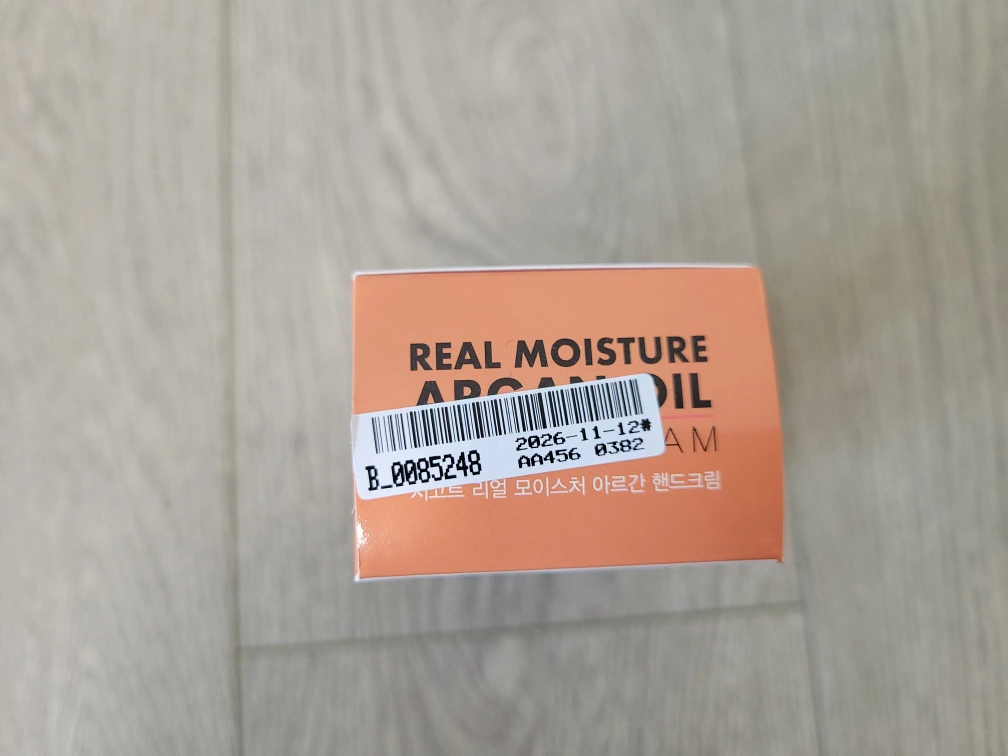 REAL MOISTURE
OIL
2026-11-12#
B_0085248
AA456 0382
리얼 모이스처 아르간 핸드크림